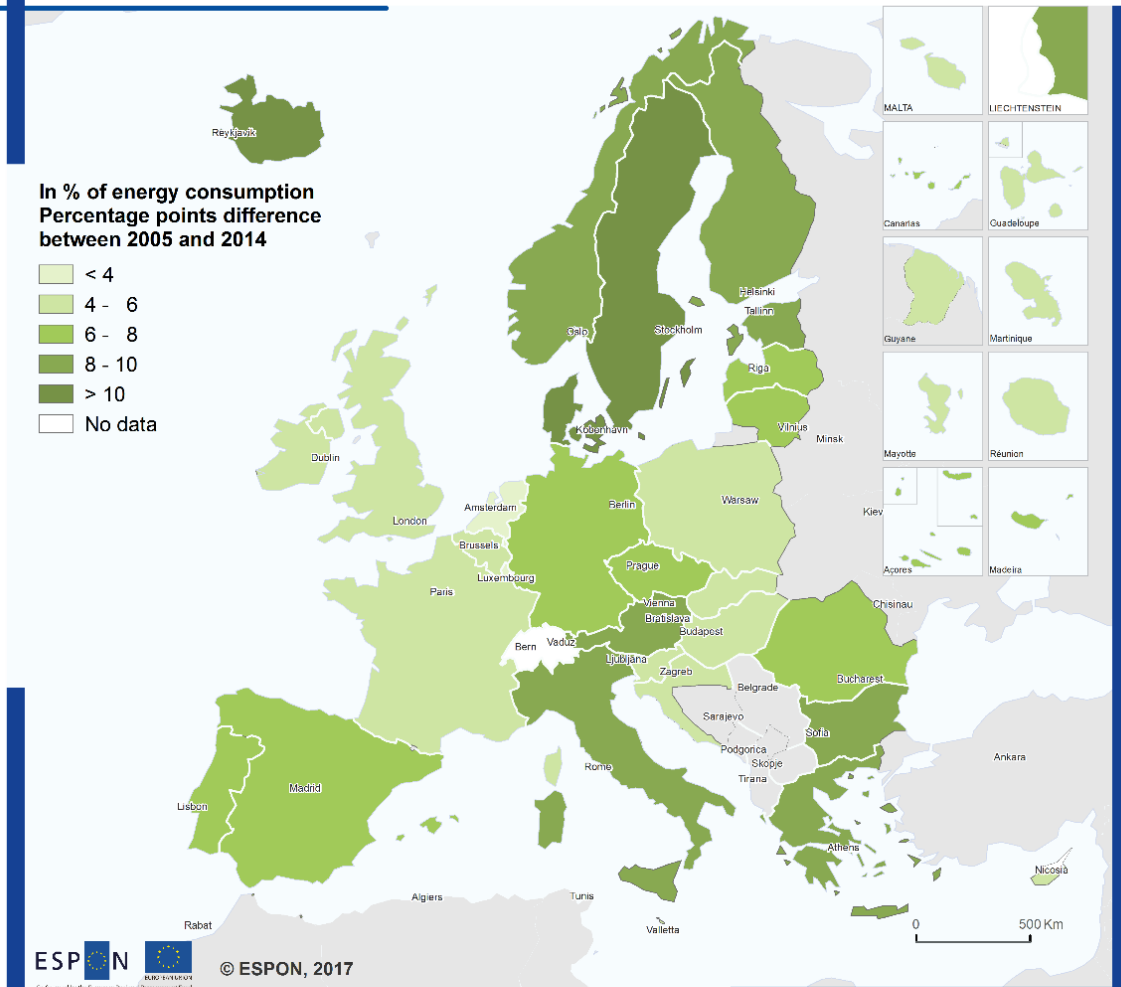 Reykjavík
In % of energy consumption
Percentage points difference
between 2005 and 2014
< 4
4 - 6
6 - 8
8 - 10
> 10
No data
MALTA
LIECHTENSTEIN
Canarias
Guadeloupe
Guyane
Martinique
Mayotte
Réunion
Açores
Madeira
Helsinki
Tallinn
Oslo
Stockholm
Riga
København
Vilnius
Minsk
Dublin
Berlin
Warsaw
Amsterdam
London
Kiev
Brussels
Prague
Luxembourg
Paris
Vienna
Chisinau
Bratislava
Budapest
Bern
Vaduz
Ljubljana
Zagreb
Bucharest
Belgrade
Sarajevo
Sofia
Podgorica
Skopje
Ankara
Rome
Tirana
Madrid
Lisbon
Athens
Nicosia
Algiers
Tunis
Rabat
Valletta
0 500 Km
ESPON
EUROPEAN UNION
© ESPON, 2017